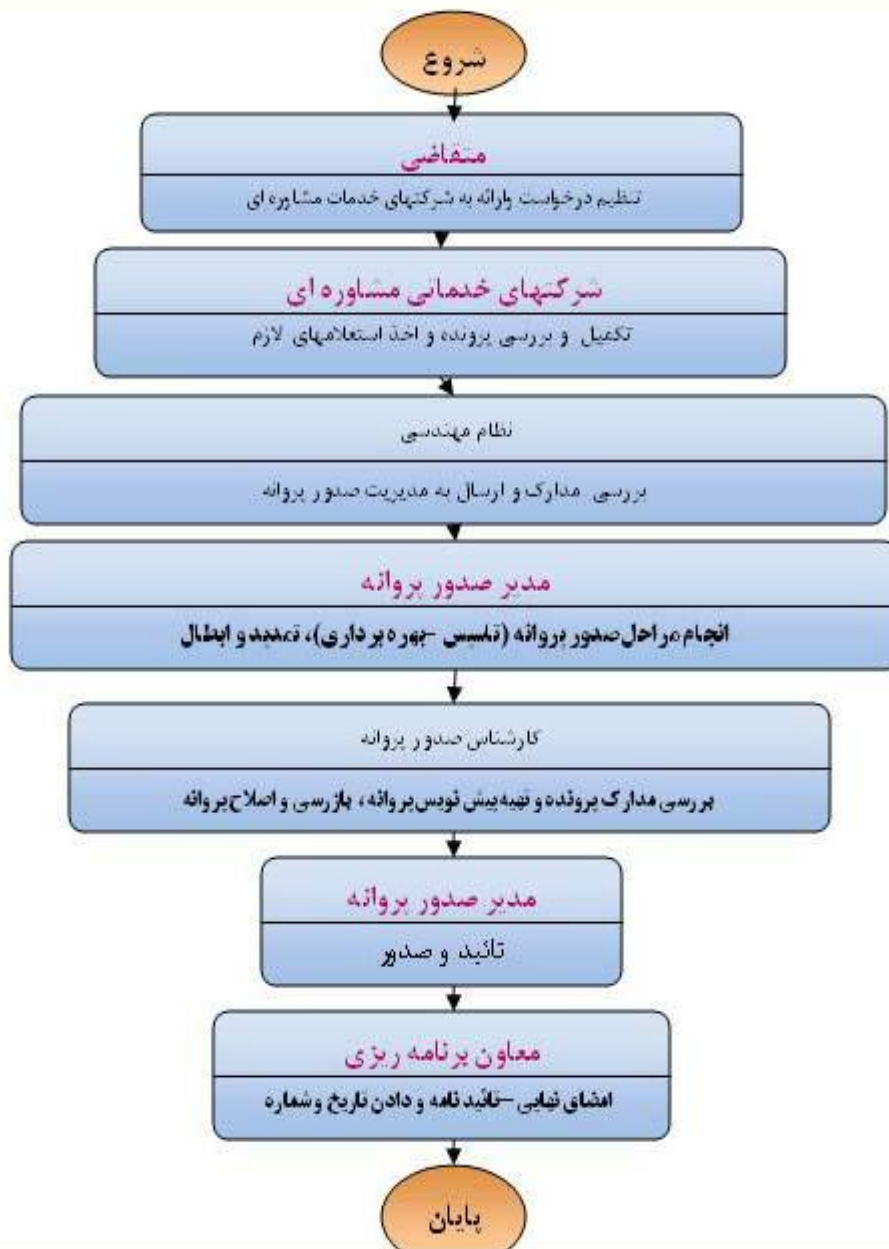 شروع
متقاضی
تنظیم درخواست وارائه به شرکتهای خدمات مشاوره ای
شرکتهای خدماتی مشاوره ای
تکمیل و بررسی پرونده و اخذ استعلامهای لازم
نظام مهندسی
بررسی مدارک و ارسال به مدیریت صدور پروانه
مدیر صدور پروانه
انجام مراحل صدور پروانه (تاسیس -بهره برداری)، تمدید و ابطال
کارشناس صدور پروانه
بررسی مدارک پرونده و تهیه پیش نویس پروانه، بازرسی و اصلاح پروانه
مدیر صدور پروانه
تائید و صدور
معاون برنامه ریزی
امضای نهایی -تائید نامه و دادن تاریخ و شماره
پایان